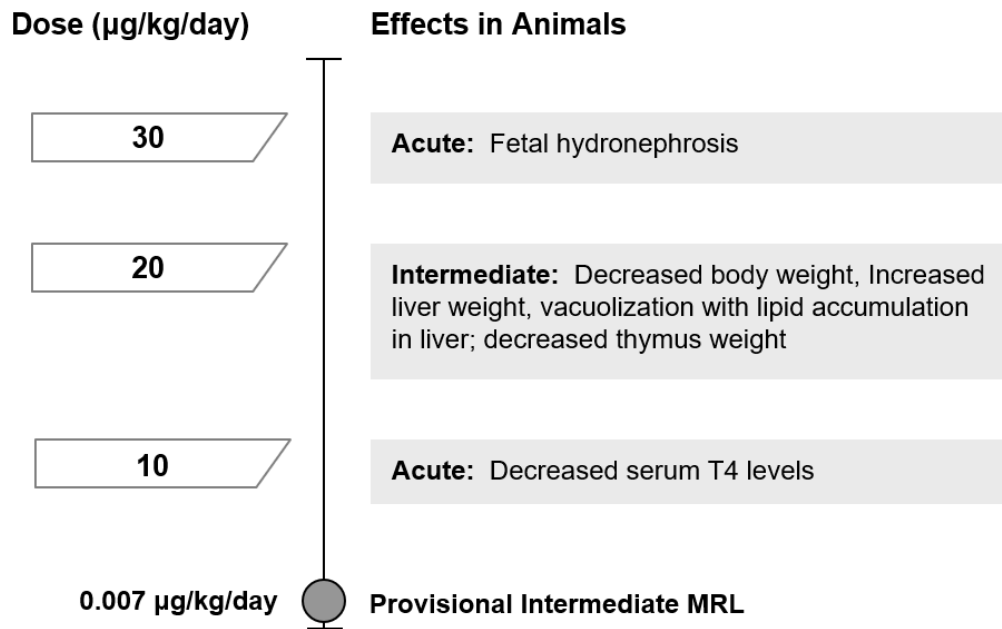 Dose (µg/kg/day)
Effects in Animals
30
Acute: Fetal hydronephrosis
20
Intermediate: Decreased body weight, Increased
liver weight, vacuolization with lipid accumulation
in liver; decreased thymus weight
10
Acute: Decreased serum T4 levels
0.007 µg/kg/day
Provisional Intermediate MRL